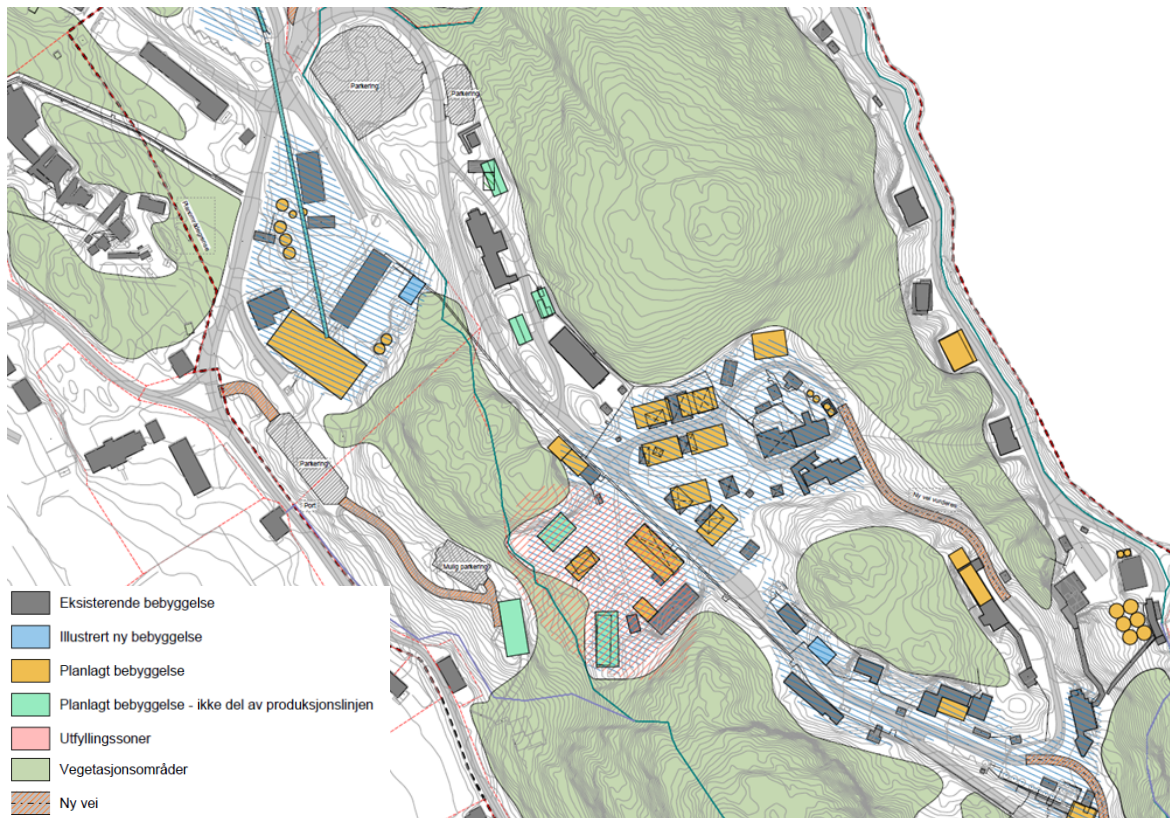 Parkering
Parkering
Parkering
Port
Ny vei vurderes
Mulig parkering
Eksisterende bebyggelse
Illustrert ny bebyggelse
Planlagt bebyggelse
Planlagt bebyggelse - ikke del av produksjonslinjen
Utfyllingssoner
Vegetasjonsområder
Ny vei